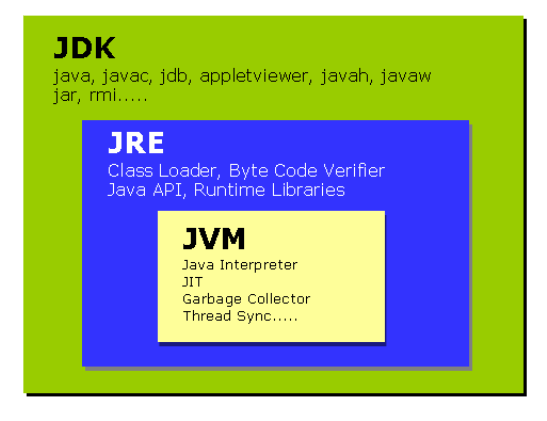 JDK
java, javac, jdb, appletviewer, javah, javaw
jar, rmi.....
JRE
Class Loader, Byte Code Verifier
Java API, Runtime Libraries
JVM
Java Interpreter
JIT
Garbage Collector
Thread Sync.....